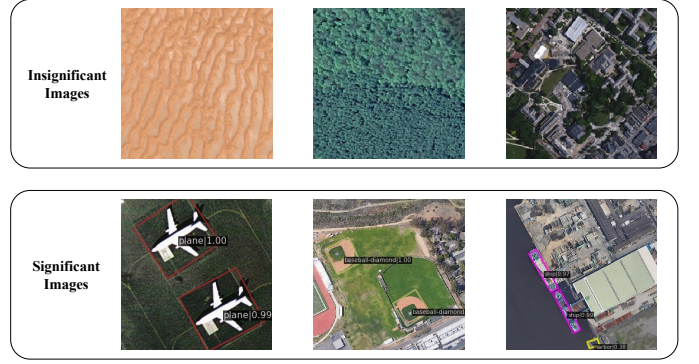 Insignificant
Images
Significant
Images
plane|1.00
plane|0.99
baseball-diamond|1.00
baseball-diamond
ship|0.97
ship|0.99
harbor|0.38